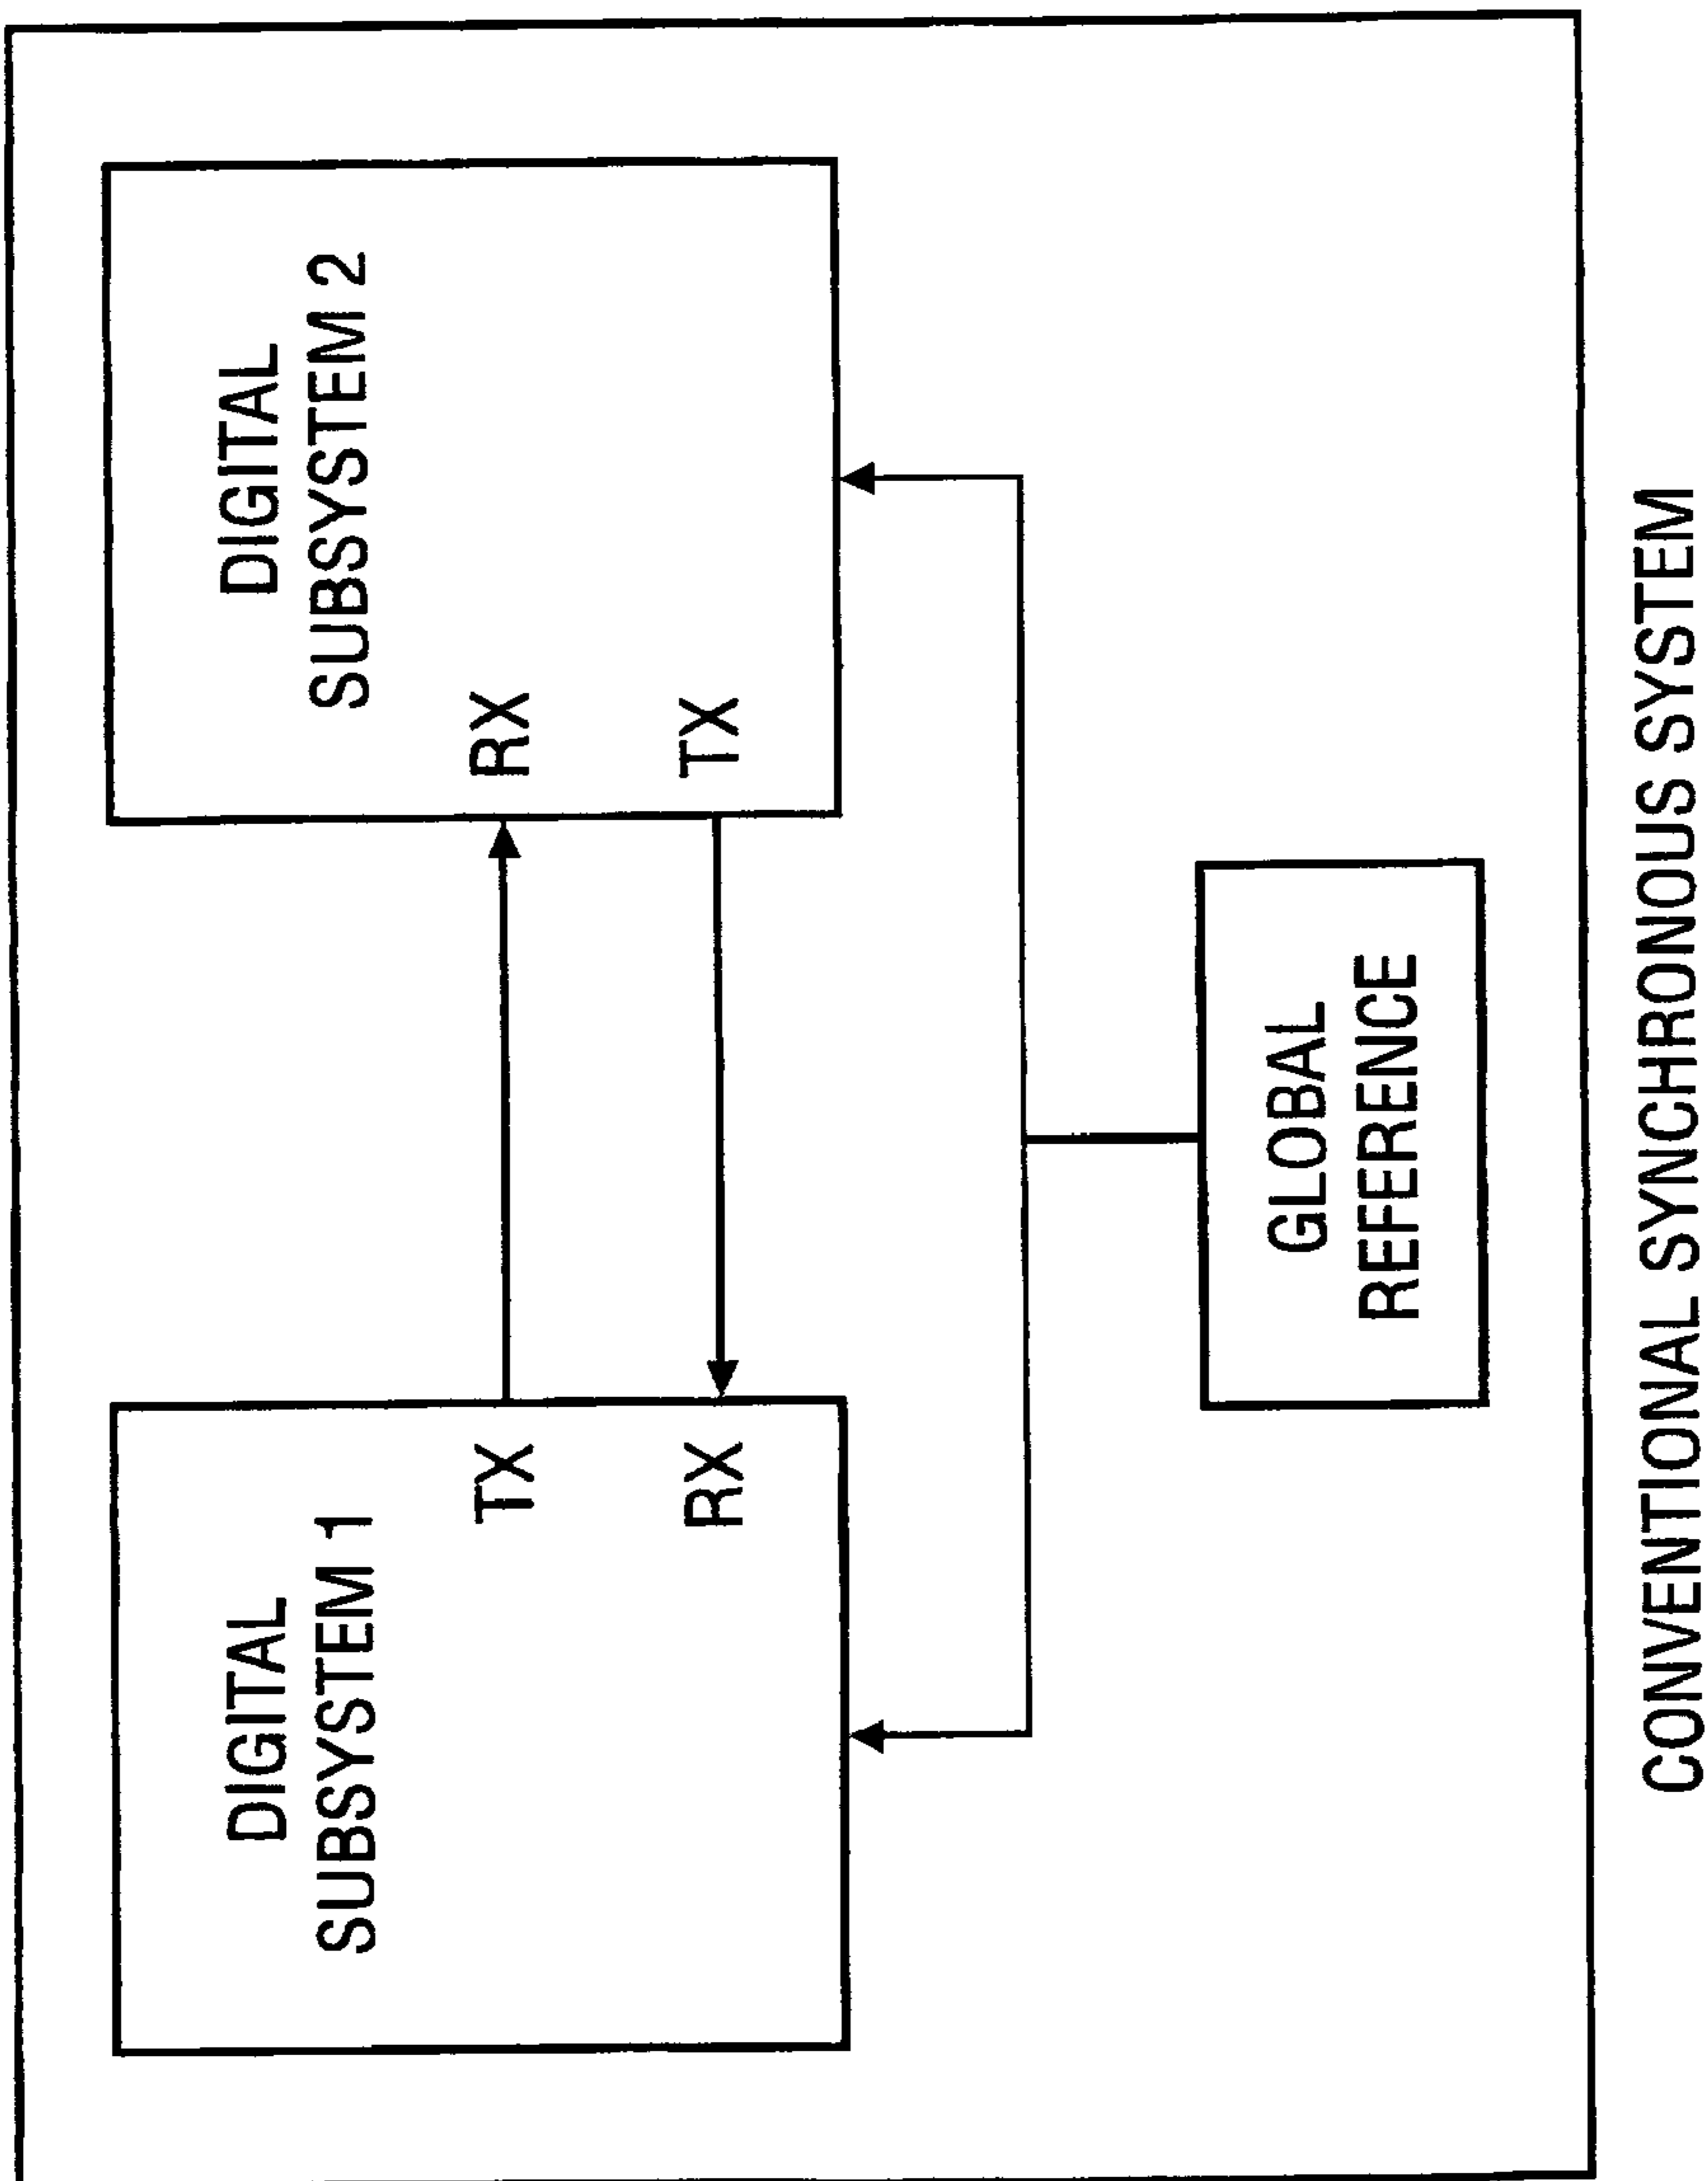 DIGITAL
SUBSYSTEM 1
TX
RX
DIGITAL
SUBSYSTEM 2
RX
TX
GLOBAL
REFERENCE
CONVENTIONAL SYNCHRONOUS SYSTEM